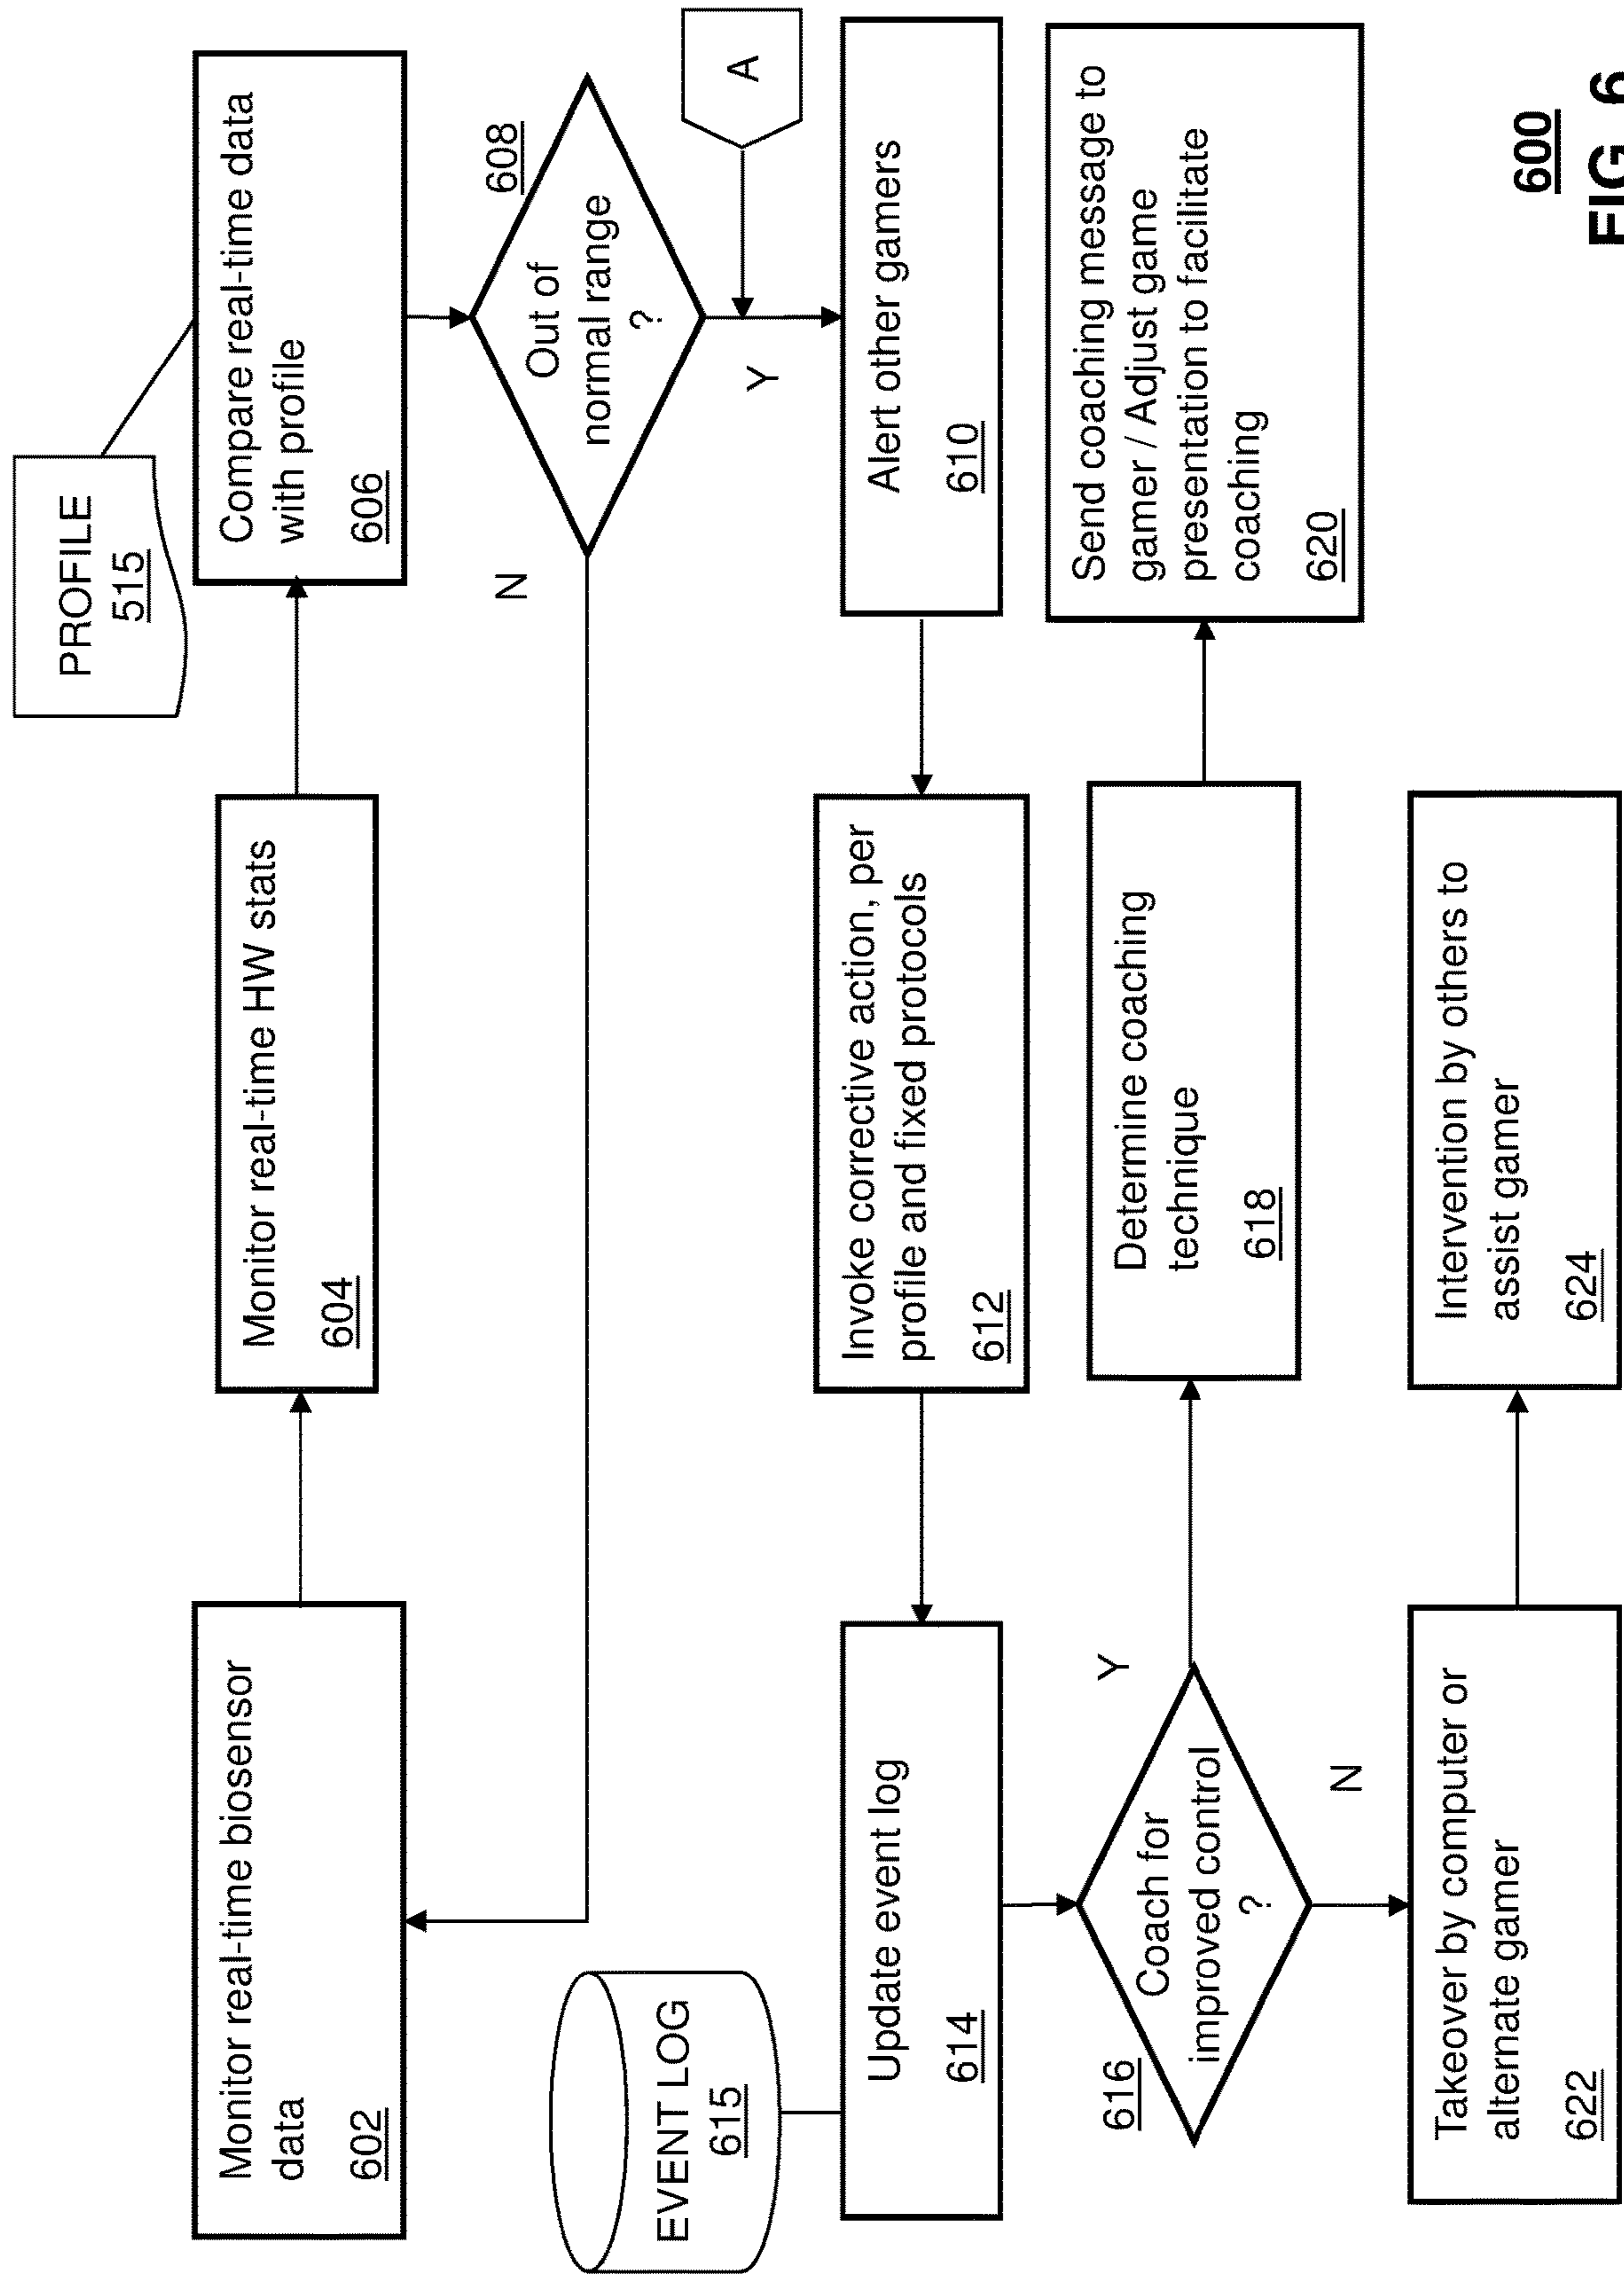 Monitor real-time biosensor
data
602
Monitor real-time HW stats
604
PROFILE
515
Compare real-time data
with profile
606
Out of
normal range
?
608
N
Y
A
Alert other gamers
610
Invoke corrective action, per
profile and fixed protocols
612
EVENT LOG
615
Update event log
614
Coach for
improved control
?
616
Y
N
Determine coaching
technique
618
Send coaching message to
gamer / Adjust game
presentation to facilitate
coaching
620
Takeover by computer or
alternate gamer
622
Intervention by others to
assist gamer
624
600
FIG. 6